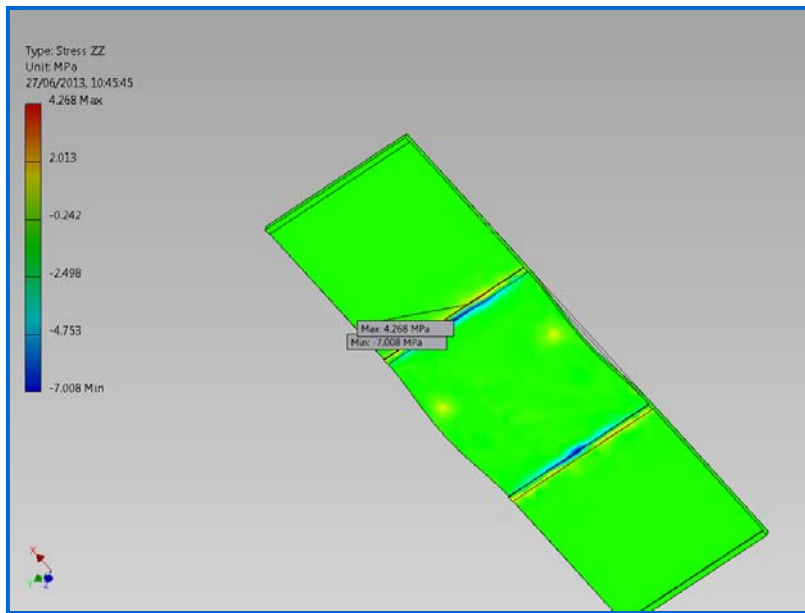 Type: Stress ZZ
Unit: MPa
27/06/2013, 10:45:45
4.268 Max
2.013
-0.242
-2.498
-4.753
-7.008 Min
Max: 4.268 MPa
Min: -7.008 MPa
X
Y
Z